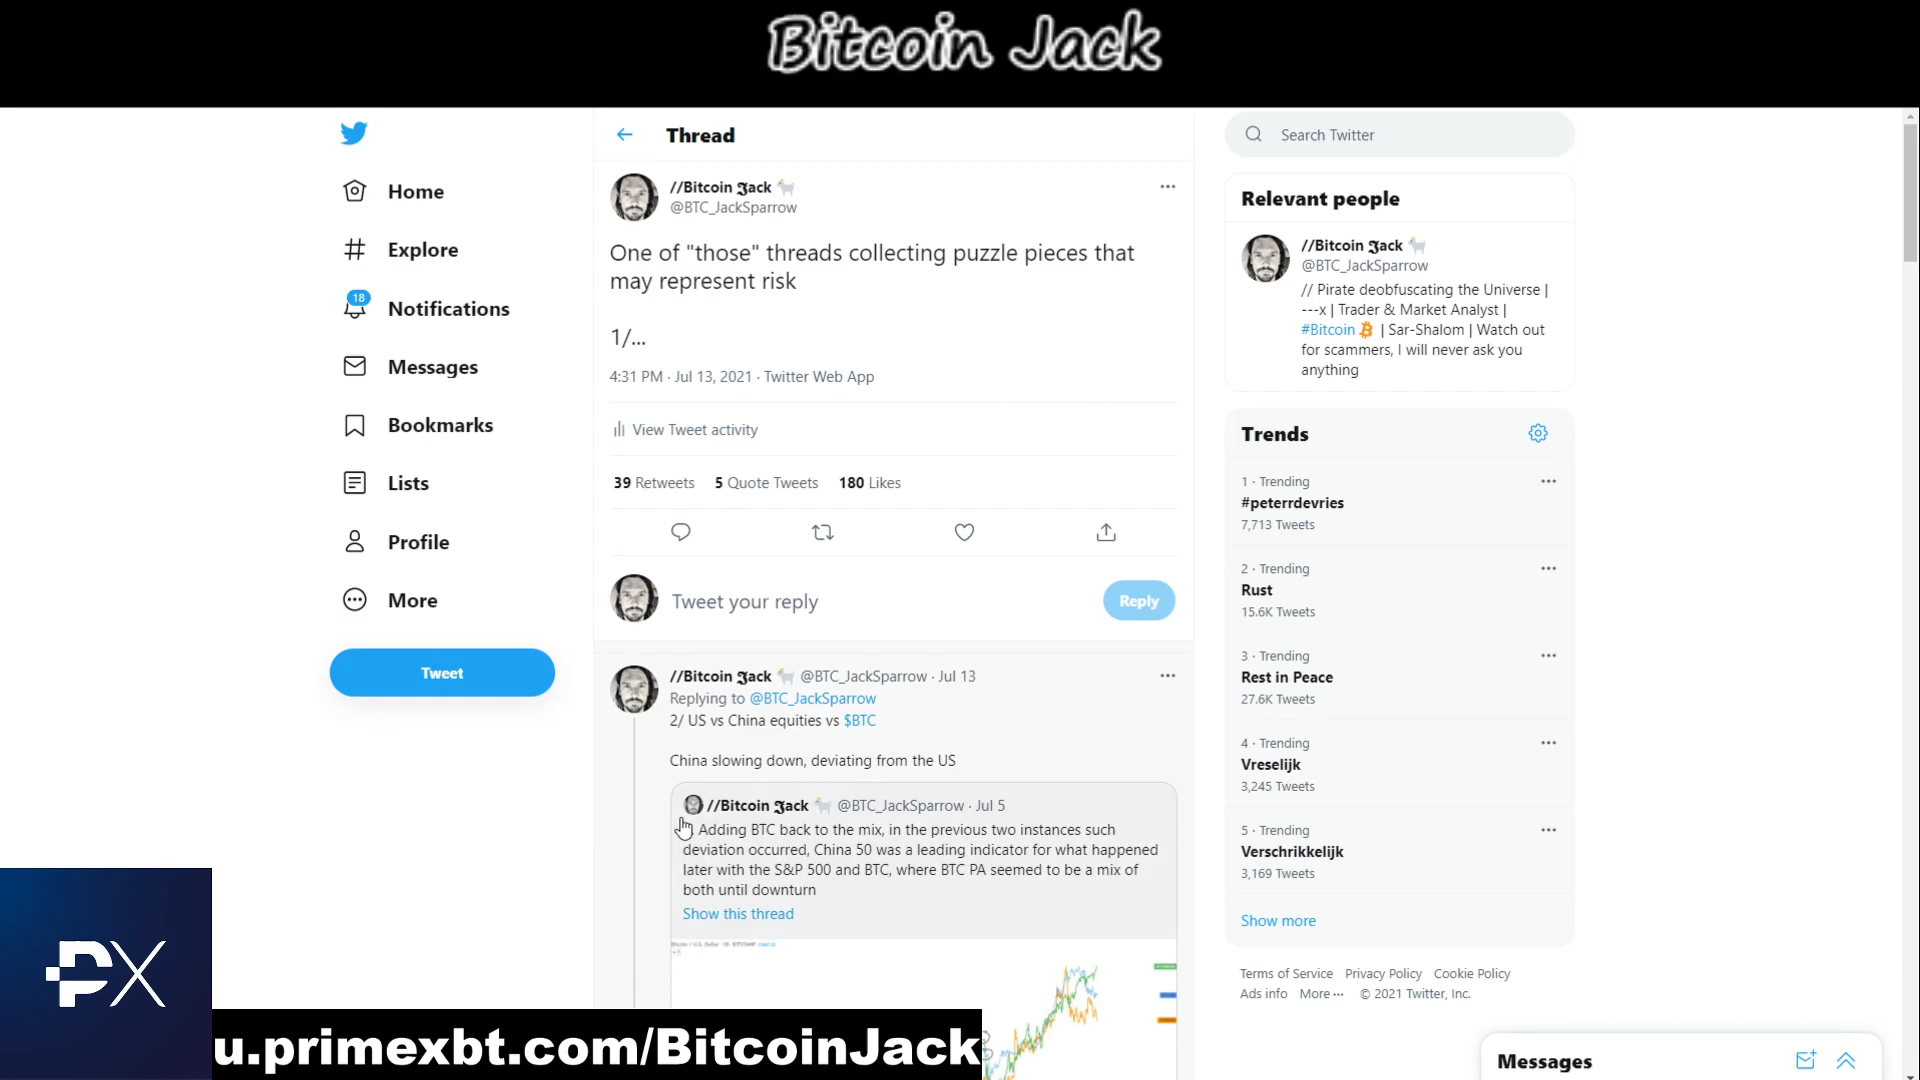 Bitcoin Jack
Thread
Search Twitter
Home
Explore
18
Notifications
Messages
Bookmarks
Lists
Profile
More
Tweet
//Bitcoin 𝕵ack
@BTC_JackSparrow
One of "those" threads collecting puzzle pieces that
may represent risk
1/...
4:31 PM · Jul 13, 2021 · Twitter Web App
View Tweet activity
39 Retweets 5 Quote Tweets 180 Likes
Tweet your reply
Reply
//Bitcoin 𝕵ack @BTC_JackSparrow · Jul 13
Replying to @BTC_JackSparrow
2/ US vs China equities vs $BTC
China slowing down, deviating from the US
//Bitcoin 𝕵ack @BTC_JackSparrow · Jul 5
Adding BTC back to the mix, in the previous two instances such
deviation occurred, China 50 was a leading indicator for what happened
later with the S&P 500 and BTC, where BTC PA seemed to be a mix of
both until downturn
Show this thread
Relevant people
//Bitcoin 𝕵ack
@BTC_JackSparrow
// Pirate deobfuscating the Universe |
---x | Trader & Market Analyst |
#Bitcoin | Sar-Shalom | Watch out
for scammers, I will never ask you
anything
Trends
1 · Trending
#peterrdevries
7,713 Tweets
2 · Trending
Rust
15.6K Tweets
3 · Trending
Rest in Peace
27.6K Tweets
4 · Trending
Vreselijk
3,245 Tweets
5 · Trending
Verschrikkelijk
3,169 Tweets
Show more
Terms of Service Privacy Policy Cookie Policy
Ads info More ··· © 2021 Twitter, Inc.
Messages
PX
u.primexbt.com/BitcoinJack